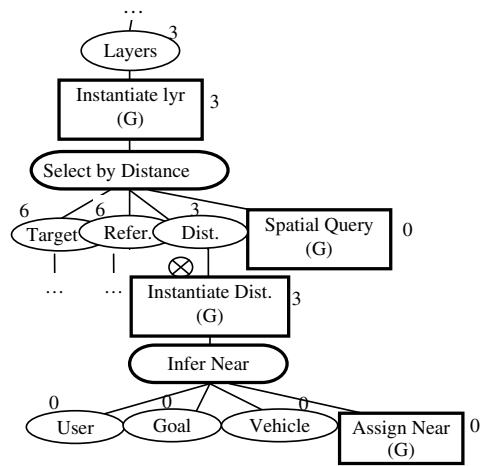 ...
3
Layers
Instantiate lyr
(G)
3
Select by Distance
6
6
3
Target
Refer.
Dist.
Spatial Query
(G)
0
...
...
Instantiate Dist.
(G)
3
Infer Near
0
0
0
User
Goal
Vehicle
Assign Near
(G)
0